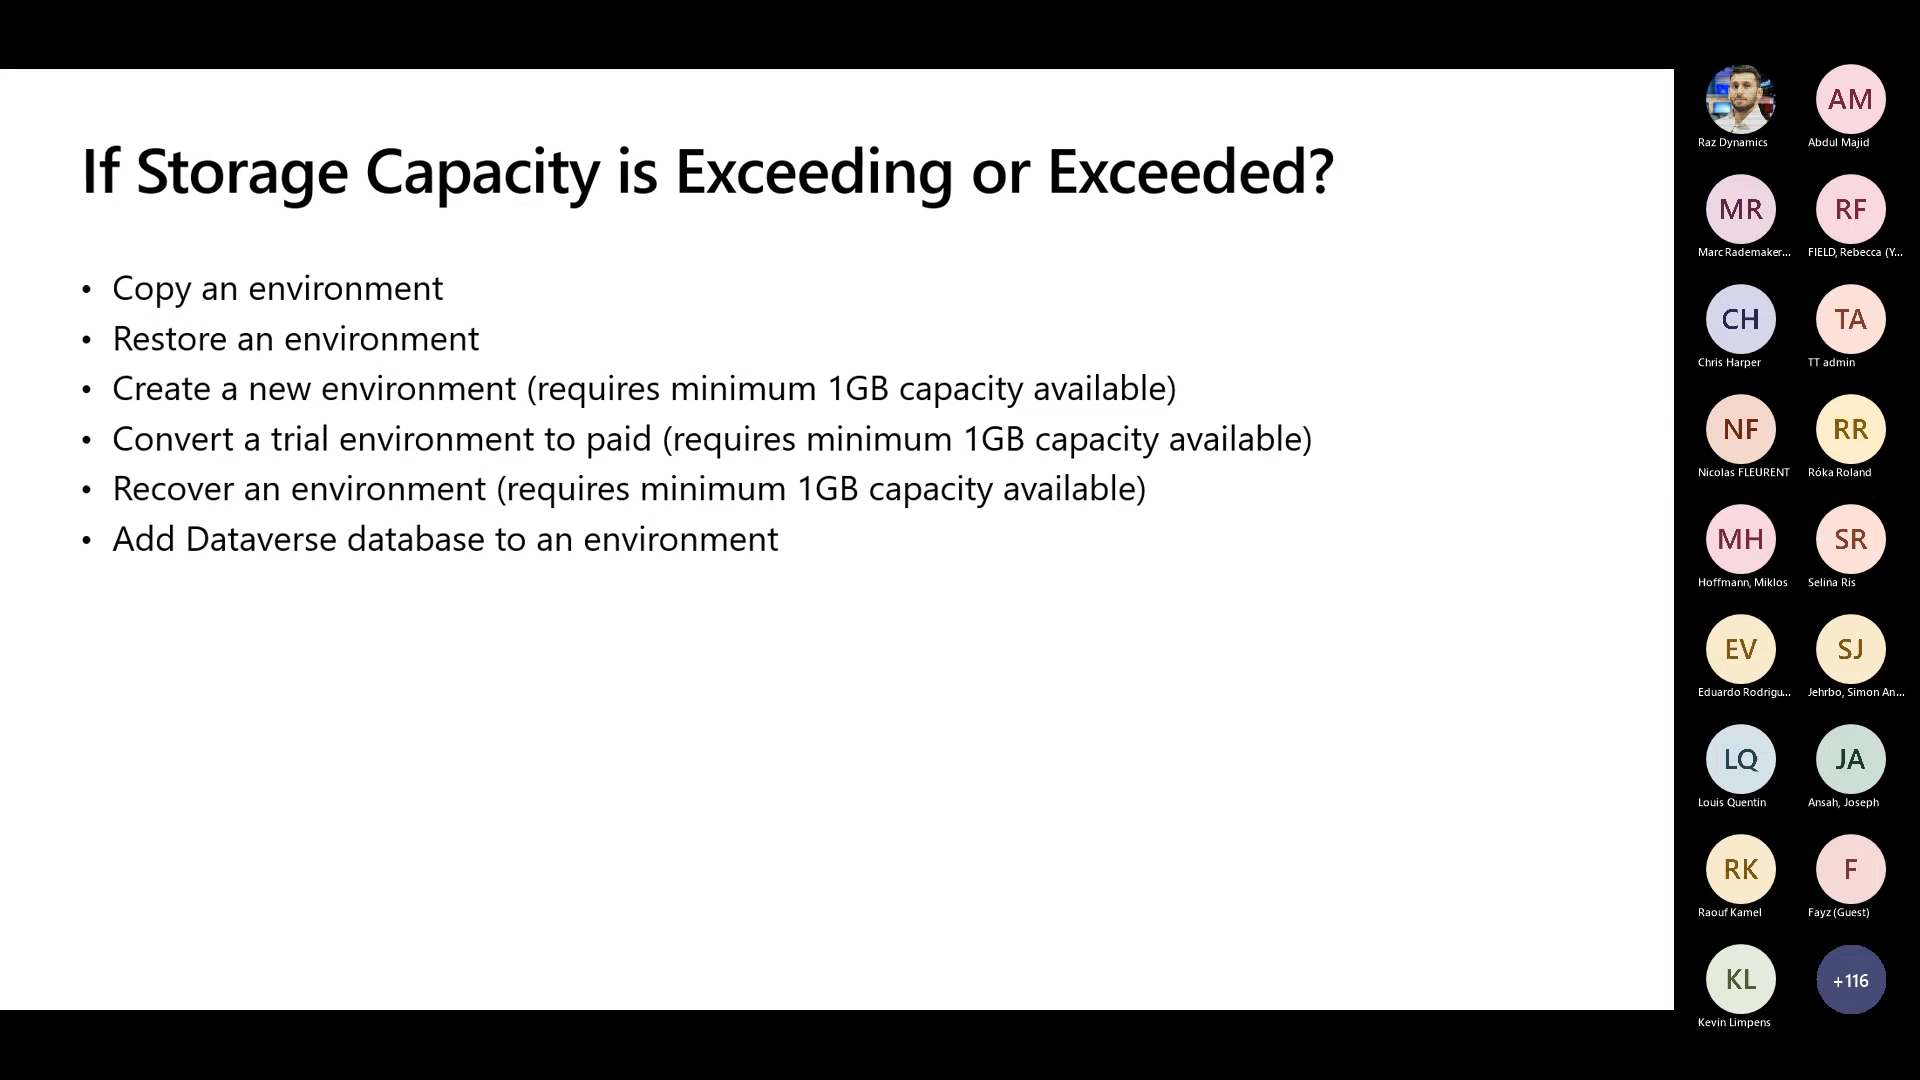 If Storage Capacity is Exceeding or Exceeded?
• Copy an environment
• Restore an environment
• Create a new environment (requires minimum 1GB capacity available)
• Convert a trial environment to paid (requires minimum 1GB capacity available)
• Recover an environment (requires minimum 1GB capacity available)
• Add Dataverse database to an environment
Raz Dynamics
AM
Abdul Majid
MR
Marc Rademaker...
RF
FIELD, Rebecca (Y...
CH
Chris Harper
TA
TT admin
NF
Nicolas FLEURENT
RR
Róka Roland
MH
Hoffmann, Miklos
SR
Selina Ris
EV
Eduardo Rodrigu...
SJ
Jehrbo, Simon An...
LQ
Louis Quentin
JA
Ansah, Joseph
RK
Raouf Kamel
F
Fayz (Guest)
KL
Kevin Limpens
+116